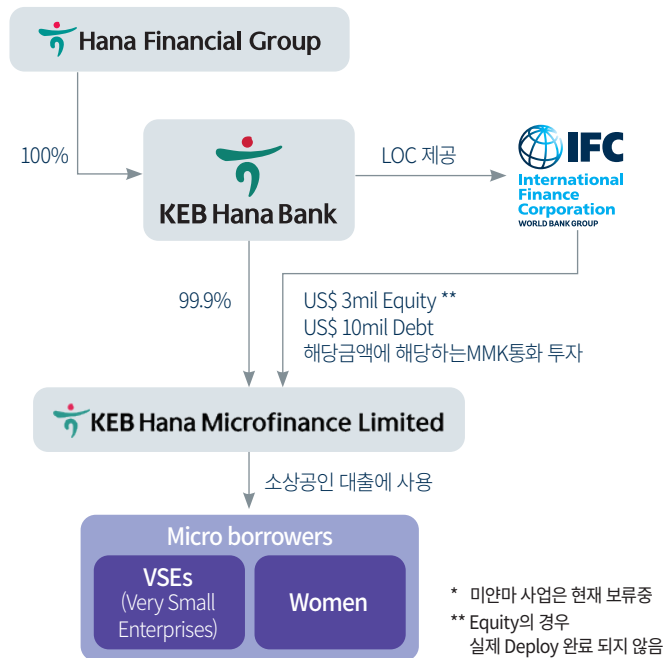 Hana Financial Group
100%
KEB Hana Bank
LOC 제공
IFC
International
Finance
Corporation
WORLD BANK GROUP
99.9%
US$ 3mil Equity **
US$ 10mil Debt
해당금액에 해당하는MMK통화 투자
KEB Hana Microfinance Limited
소상공인 대출에 사용
Micro borrowers
VSEs
(Very Small
Enterprises)
Women
* 미얀마 사업은 현재 보류중
** Equity의 경우
실제 Deploy 완료 되지 않음